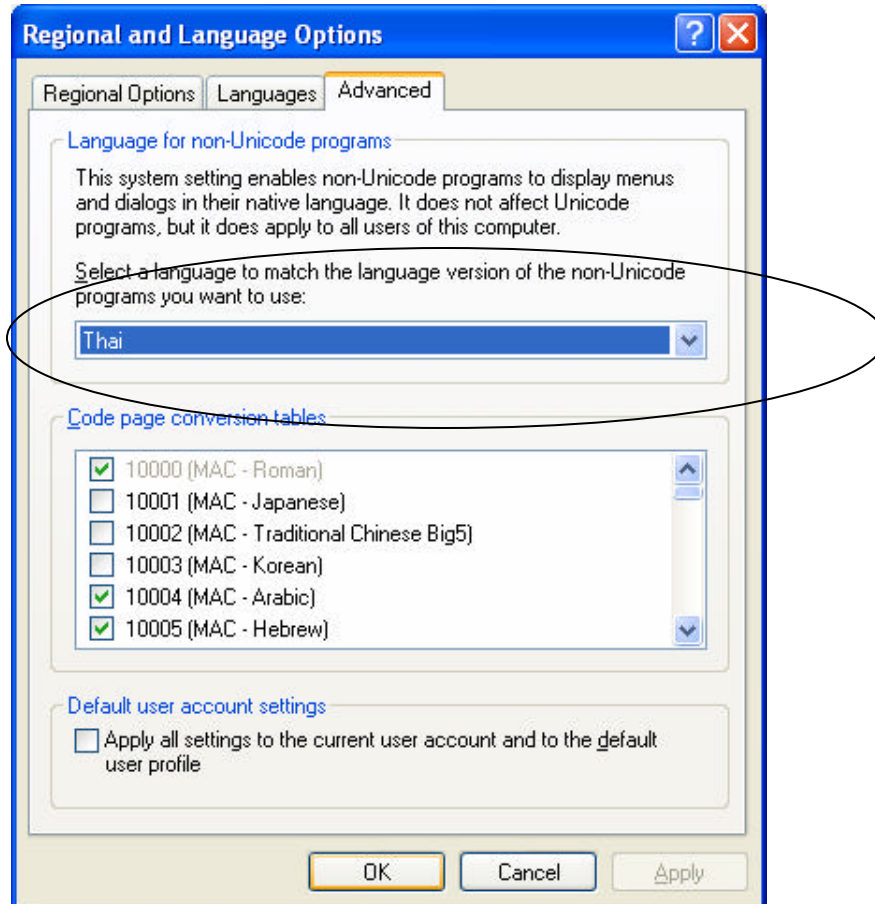 Regional and Language Options
Regional Options Languages Advanced
Language for non-Unicode programs
This system setting enables non-Unicode programs to display menus
and dialogs in their native language. It does not affect Unicode
programs, but it does apply to all users of this computer.
Select a language to match the language version of the non-Unicode
programs you want to use:
Thai
Code page conversion tables
10000 (MAC - Roman)
10001 (MAC - Japanese)
10002 (MAC - Traditional Chinese Big5)
10003 (MAC - Korean)
10004 (MAC - Arabic)
10005 (MAC - Hebrew)
Default user account settings
Apply all settings to the current user account and to the default
user profile
OK Cancel Apply